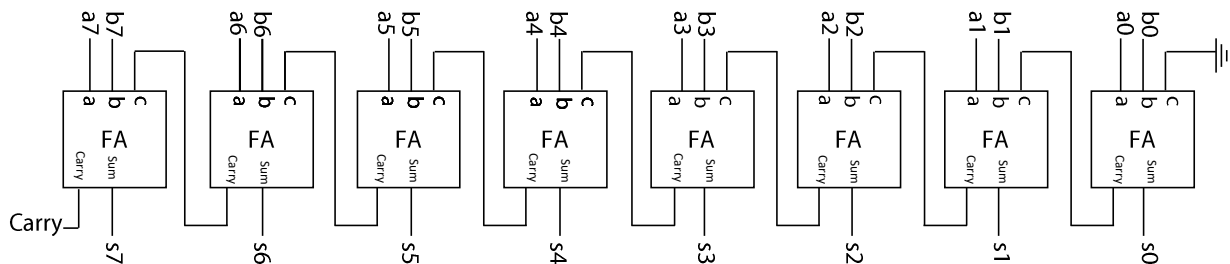 a7 b7 a6 b6 a5 b5 a4 b4 a3 b3 a2 b2 a1 b1 a0 b0
a b c a b c a b c a b c a b c a b c a b c a b c
FA FA FA FA FA FA FA FA
Carry Sum Carry Sum Carry Sum Carry Sum Carry Sum Carry Sum Carry Sum Carry Sum
Carry
s7 s6 s5 s4 s3 s2 s1 s0